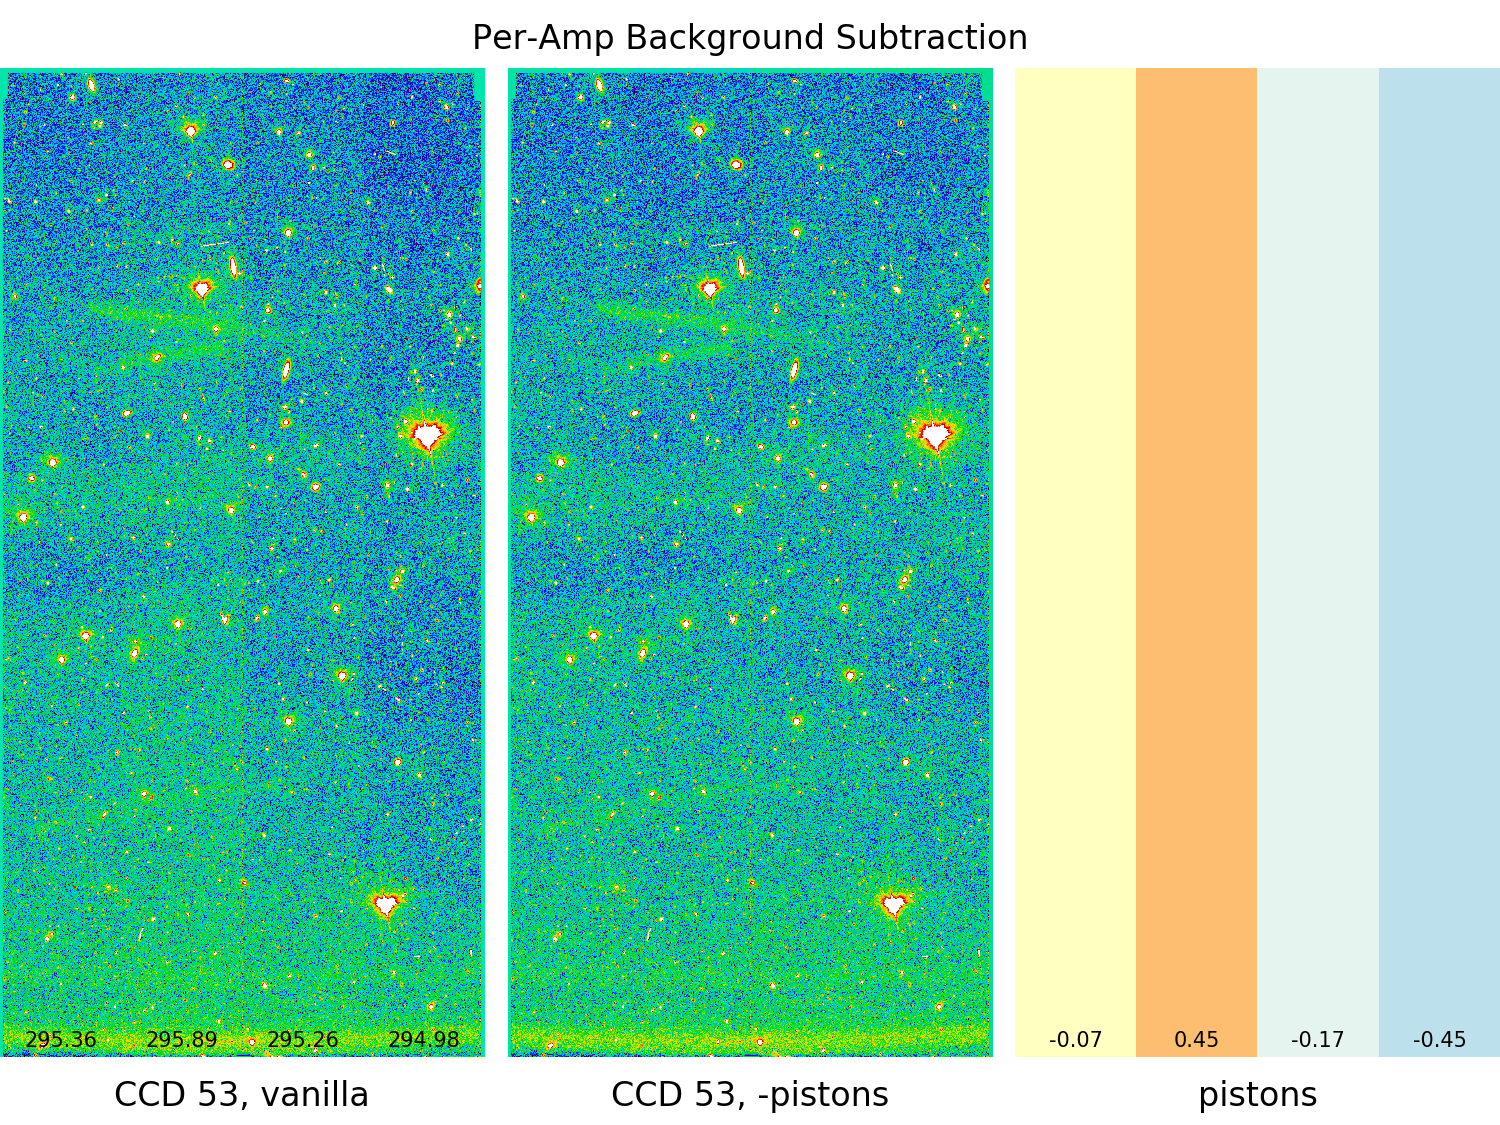 Per-Amp Background Subtraction
295.36 295.89 295.26 294.98
-0.07 0.45 -0.17 -0.45
CCD 53, vanilla
CCD 53, -pistons
pistons